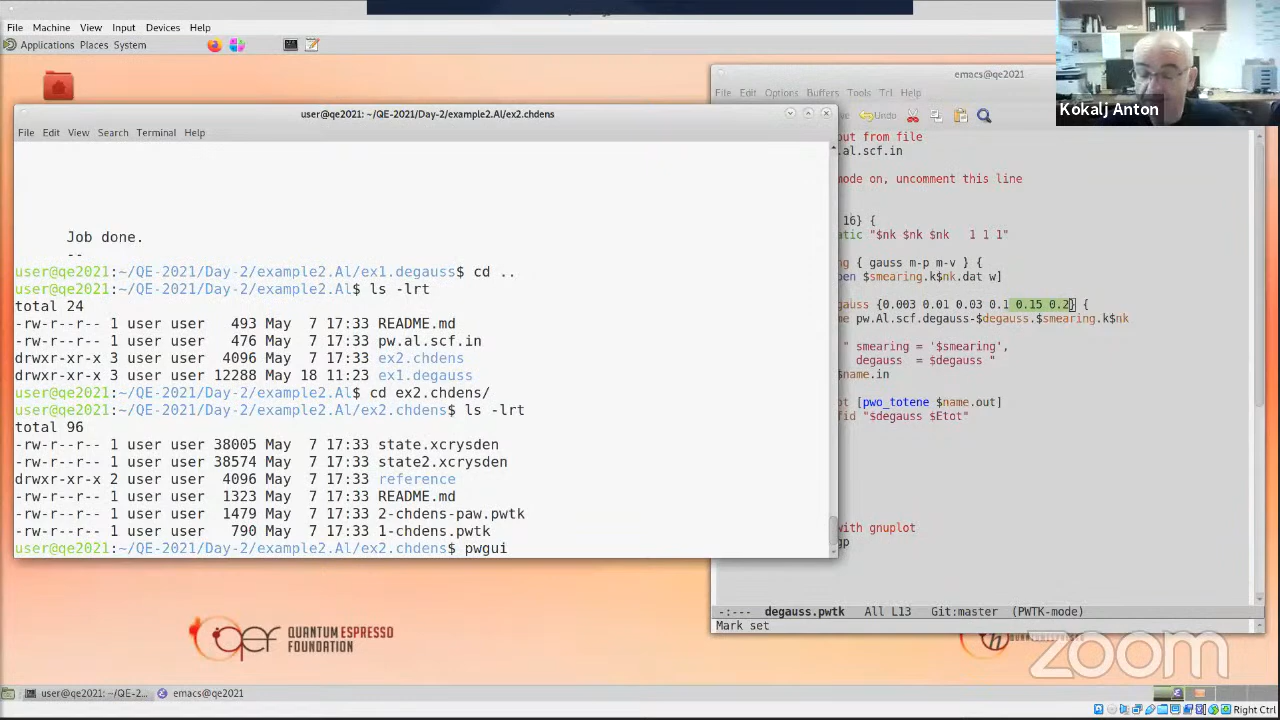 File Machine View Input Devices Help
Applications Places System
Kokalj Anton
emacs@qe2021
File Edit Options Buffers Tools Tcl Help
Undo
user@qe2021: ~/QE-2021/Day-2/example2.Al/ex2.chdens
File Edit View Search Terminal Help
Job done.
--
user@qe2021:~/QE-2021/Day-2/example2.Al/ex1.degauss$ cd ..
user@qe2021:~/QE-2021/Day-2/example2.Al$ ls -lrt
total 24
-rw-r--r-- 1 user user   493 May  7 17:33 README.md
-rw-r--r-- 1 user user   476 May  7 17:33 pw.al.scf.in
drwxr-xr-x 3 user user  4096 May  7 17:33 ex2.chdens
drwxr-xr-x 3 user user 12288 May 18 11:23 ex1.degauss
user@qe2021:~/QE-2021/Day-2/example2.Al$ cd ex2.chdens/
user@qe2021:~/QE-2021/Day-2/example2.Al/ex2.chdens$ ls -lrt
total 96
-rw-r--r-- 1 user user 38005 May  7 17:33 state.xcrysden
-rw-r--r-- 1 user user 38574 May  7 17:33 state2.xcrysden
drwxr-xr-x 2 user user  4096 May  7 17:33 reference
-rw-r--r-- 1 user user  1323 May  7 17:33 README.md
-rw-r--r-- 1 user user  1479 May  7 17:33 2-chdens-paw.pwtk
-rw-r--r-- 1 user user   790 May  7 17:33 1-chdens.pwtk
user@qe2021:~/QE-2021/Day-2/example2.Al/ex2.chdens$ pwgui
out from file
.al.scf.in
mode on, uncomment this line
16} {
atic "$nk $nk $nk   1 1 1"
ng { gauss m-p m-v } {
pen $smearing.k$nk.dat w]
gauss {0.003 0.01 0.03 0.1 0.15 0.2} {
me pw.Al.scf.degauss-$degauss.$smearing.k$nk
" smearing = '$smearing',
degauss  = $degauss "
$name.in
ot [pwo_totene $name.out]
fid "$degauss $Etot"
with gnuplot
gp
-:---  degauss.pwtk   All L13   Git:master  (PWTK-mode)
Mark set
QUANTUM ESPRESSO
FOUNDATION
zoom
user@qe2021: ~/QE-2...
emacs@qe2021
Right Ctrl